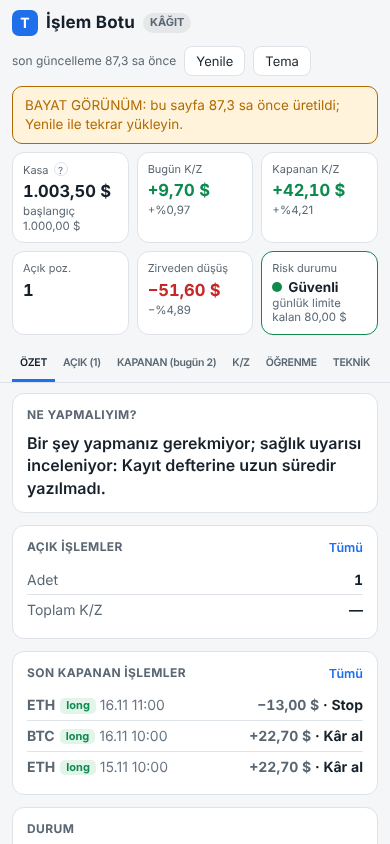 T İşlem Botu KÂĞIT
son güncelleme 87,3 sa önce Yenile Tema
BAYAT GÖRÜNÜM: bu sayfa 87,3 sa önce üretildi;
Yenile ile tekrar yükleyin.
Kasa ?
1.003,50 $
başlangıç
1.000,00 $
Bugün K/Z
+9,70 $
+%0,97
Kapanan K/Z
+42,10 $
+%4,21
Açık poz.
1
Zirveden düşüş
−51,60 $
−%4,89
Risk durumu
Güvenli
günlük limite
kalan 80,00 $
ÖZET AÇIK (1) KAPANAN (bugün 2) K/Z ÖĞRENME TEKNİK
NE YAPMALIYIM?
Bir şey yapmanız gerekmiyor; sağlık uyarısı
inceleniyor: Kayıt defterine uzun süredir
yazılmadı.
AÇIK İŞLEMLER Tümü
Adet 1
Toplam K/Z —
SON KAPANAN İŞLEMLER Tümü
ETH long 16.11 11:00 −13,00 $ · Stop
BTC long 16.11 10:00 +22,70 $ · Kâr al
ETH long 15.11 10:00 +22,70 $ · Kâr al
DURUM